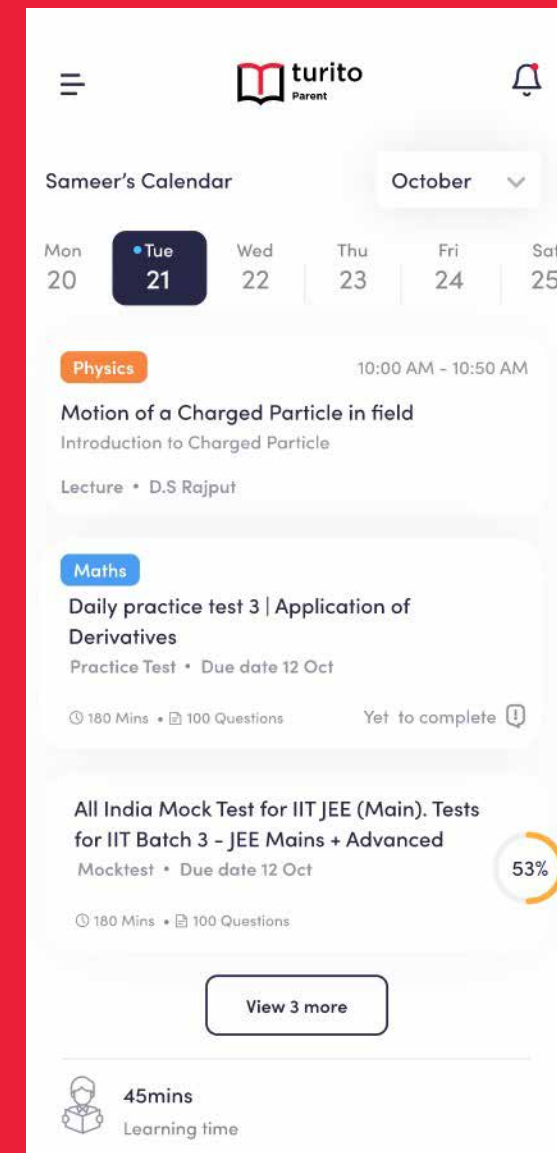 turito
Parent
Sameer's Calendar
October
Mon Tue Wed Thu Fri Sat
20 21 22 23 24 25
Physics 10:00 AM - 10:50 AM
Motion of a Charged Particle in field
Introduction to Charged Particle
Lecture • D.S Rajput
Maths
Daily practice test 3 | Application of
Derivatives
Practice Test • Due date 12 Oct
180 Mins • 100 Questions Yet to complete
All India Mock Test for IIT JEE (Main). Tests
for IIT Batch 3 - JEE Mains + Advanced
Mocktest • Due date 12 Oct
53%
180 Mins • 100 Questions
View 3 more
45mins
Learning time